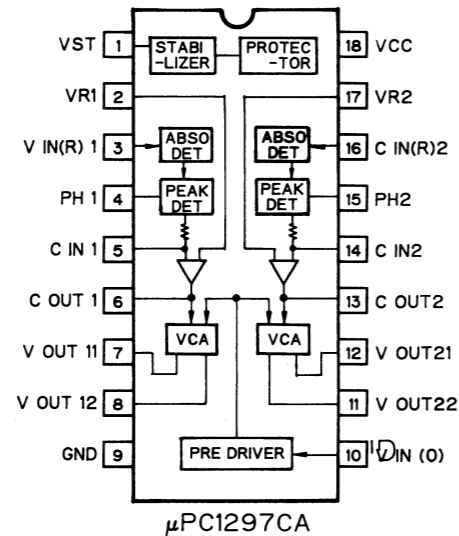 VST 1 STABI PROTEC 18 VCC
-LIZER -TOR
VR1 2 17 VR2
V IN(R) 1 3 ABSO DET ABSO DET 16 C IN(R)2
PH 1 4 PEAK DET PEAK DET 15 PH2
C IN 1 5 14 C IN2
C OUT 1 6 13 C OUT2
V OUT 11 7 VCA VCA 12 V OUT21
V OUT 12 8 11 V OUT22
GND 9 PRE DRIVER 10 IN (0)
μPC1297CA